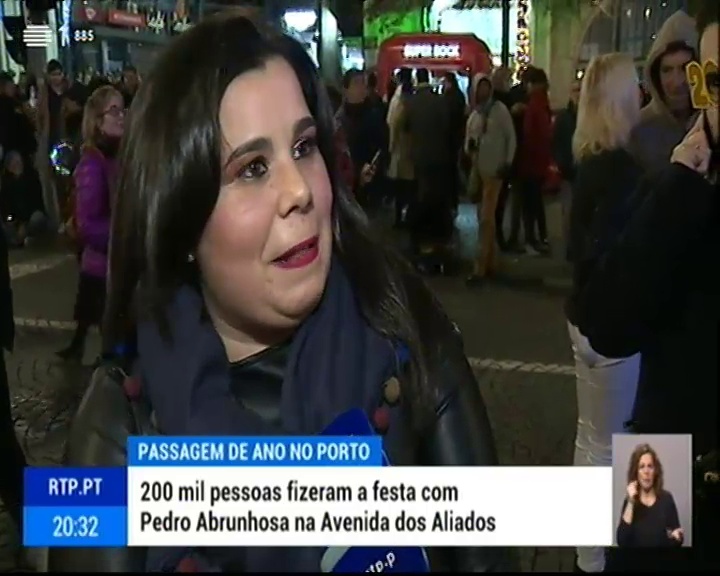 885
SUPER BOCK
PASSAGEM DE ANO NO PORTO
RTP.PT
200 mil pessoas fizeram a festa com
20:32
Pedro Abrunhosa na Avenida dos Aliados
rtp.p